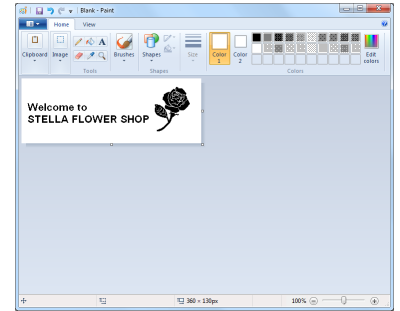 Blank - Paint
Home View
Clipboard
Image
Tools
Brushes
Shapes
Shapes
Size
Color 1
Color 2
Colors
Edit colors
Welcome to
STELLA FLOWER SHOP
360 × 130px
100%